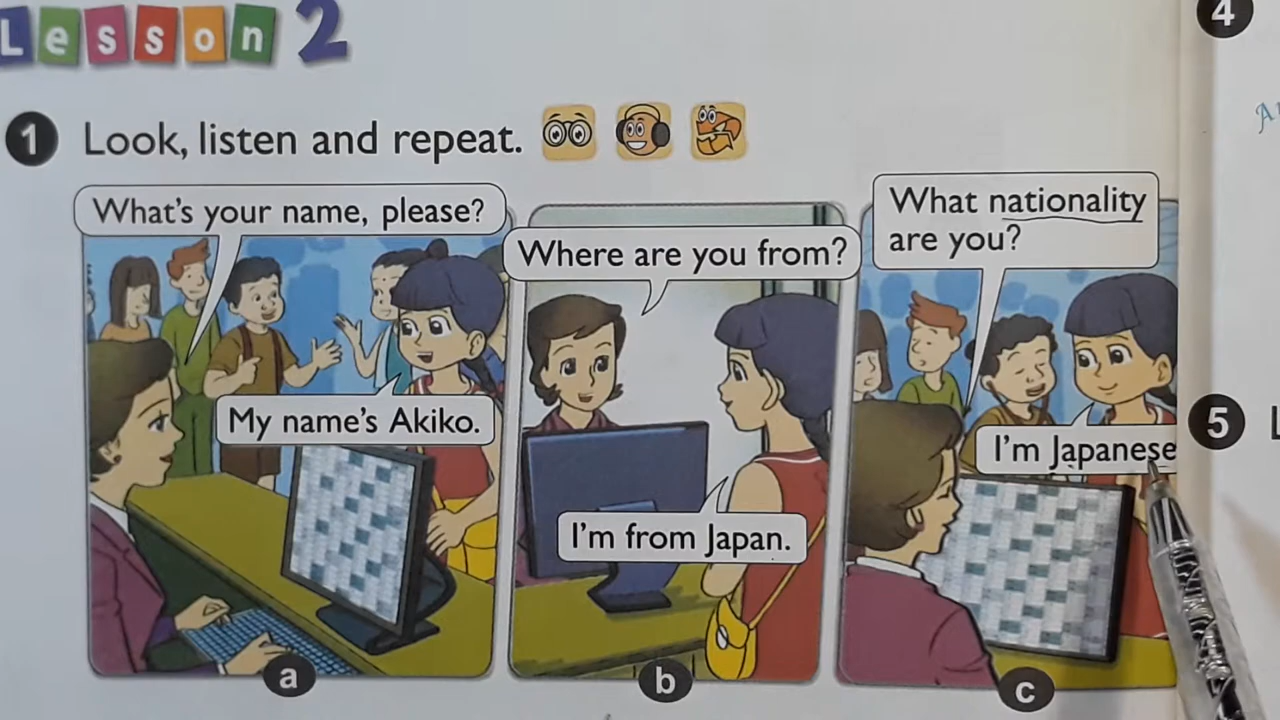 Lesson 2
1 Look, listen and repeat.
What's your name, please?
My name's Akiko.
a
Where are you from?
I'm from Japan.
b
What nationality
are you?
I'm Japanese
c
4
5